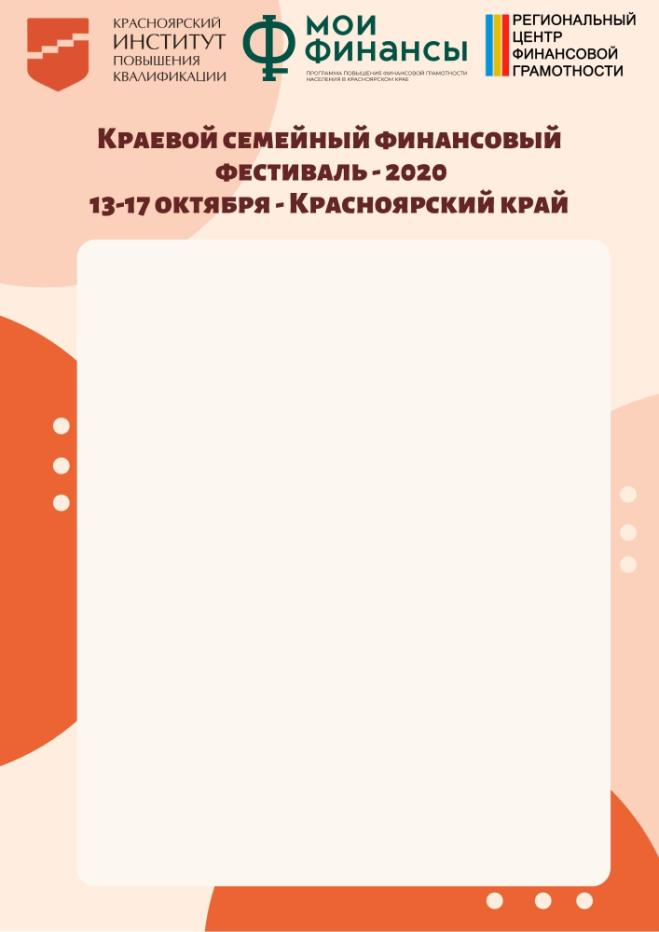 КРАСНОЯРСКИЙ
ИНСТИТУТ
ПОВЫШЕНИЯ
КВАЛИФИКАЦИИ
МОИ
ФИНАНСЫ
ПРОГРАММА ПОВЫШЕНИЯ ФИНАНСОВОЙ ГРАМОТНОСТИ
НАСЕЛЕНИЯ В КРАСНОЯРСКОМ КРАЕ
РЕГИОНАЛЬНЫЙ
ЦЕНТР
ФИНАНСОВОЙ
ГРАМОТНОСТИ
Краевой семейный финансовый
фестиваль - 2020
13-17 октября - Красноярский край